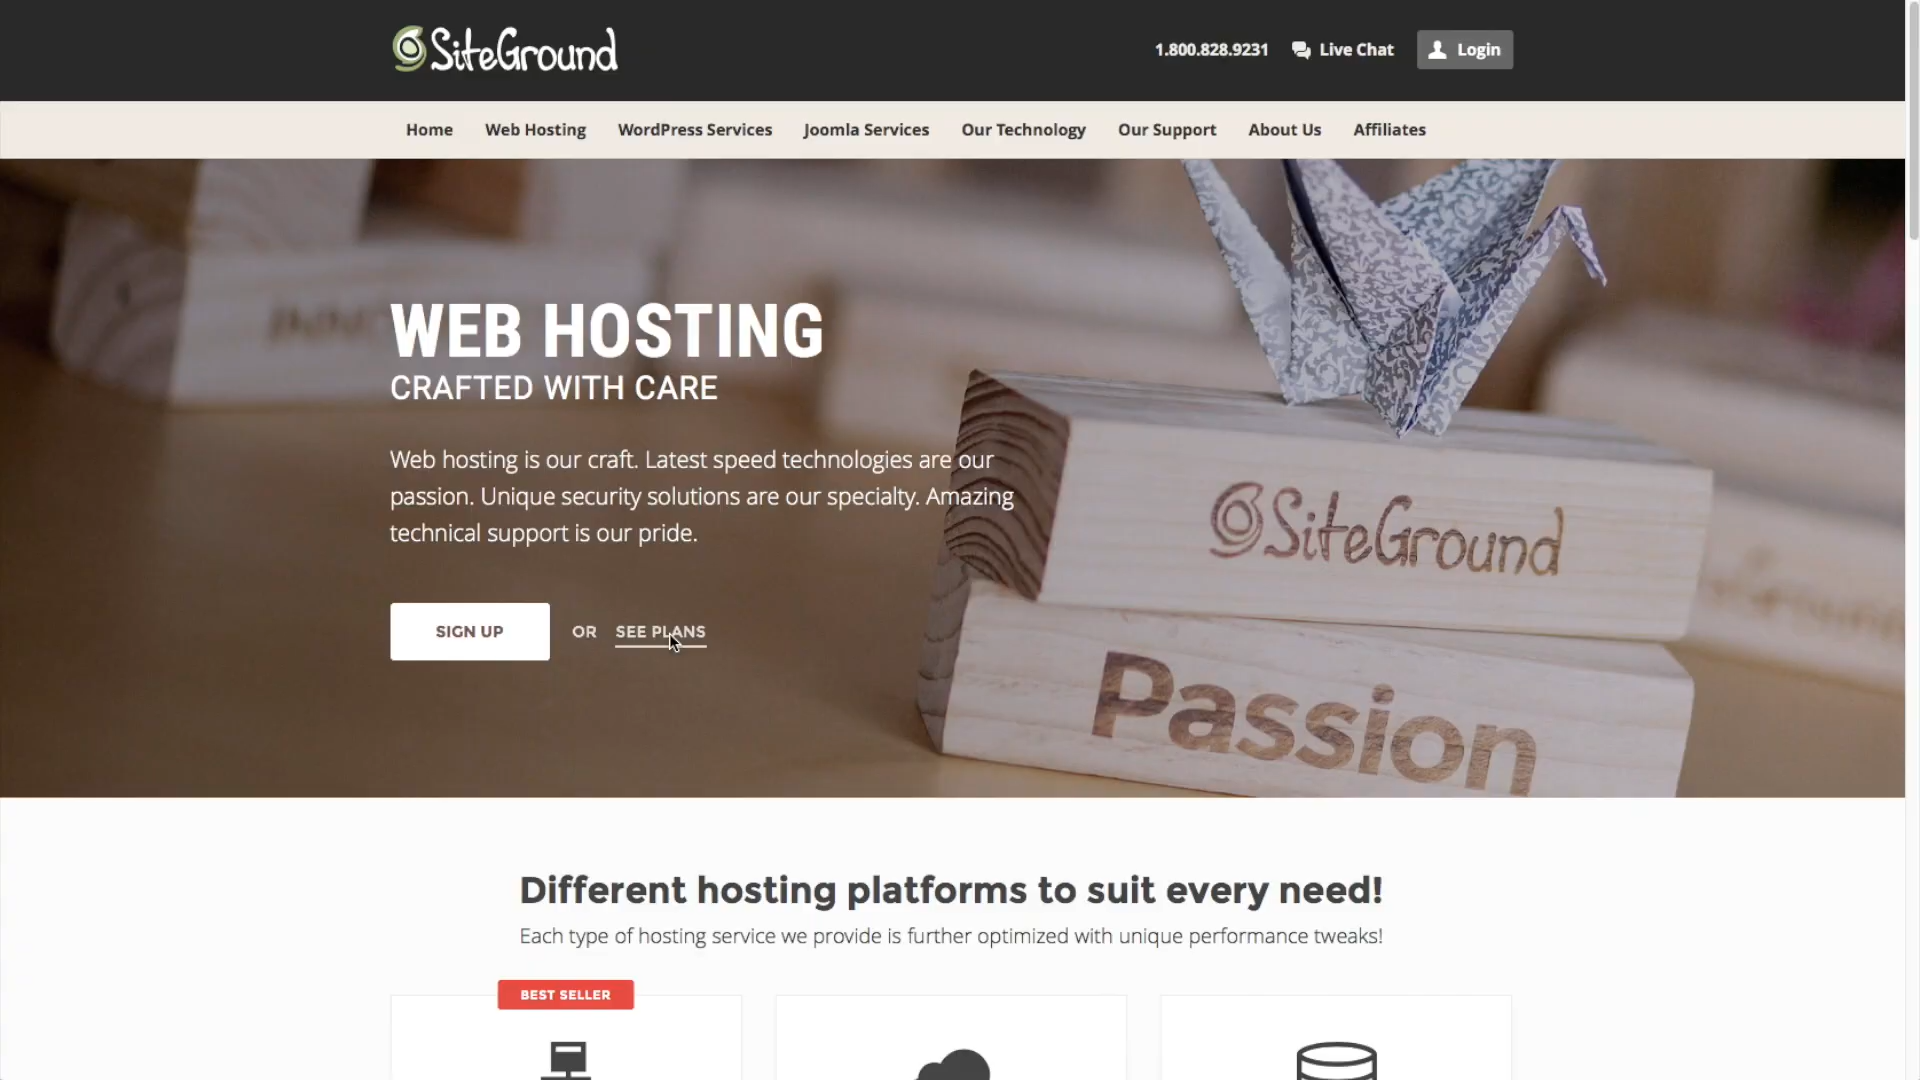 SiteGround
1.800.828.9231
Live Chat
Login
Home
Web Hosting
WordPress Services
Joomla Services
Our Technology
Our Support
About Us
Affiliates
WEB HOSTING
CRAFTED WITH CARE
Web hosting is our craft. Latest speed technologies are our
passion. Unique security solutions are our specialty. Amazing
technical support is our pride.
SIGN UP
OR
SEE PLANS
SiteGround
Passion
Different hosting platforms to suit every need!
Each type of hosting service we provide is further optimized with unique performance tweaks!
BEST SELLER